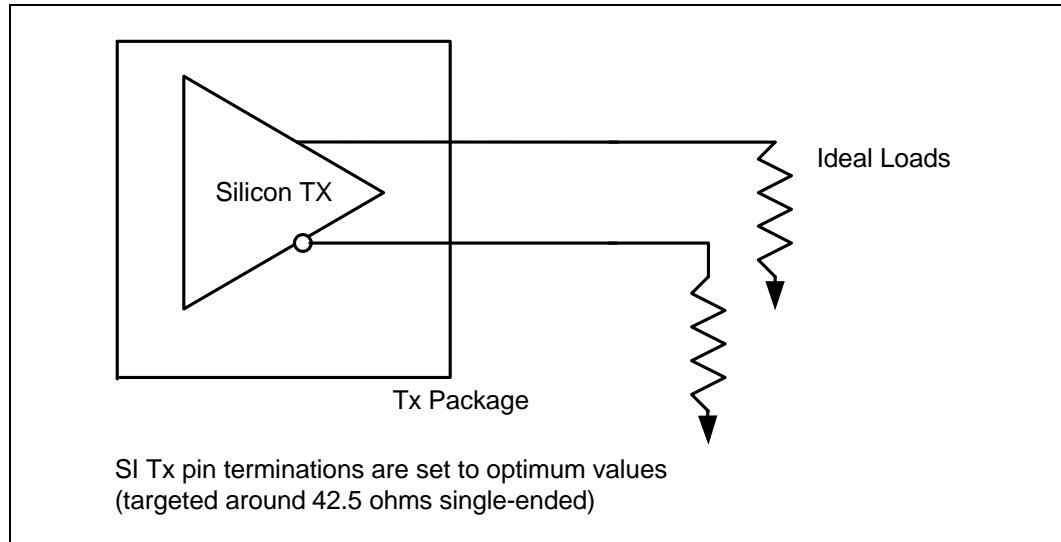 Ideal Loads
Silicon TX
Tx Package
SI Tx pin terminations are set to optimum values
(targeted around 42.5 ohms single-ended)